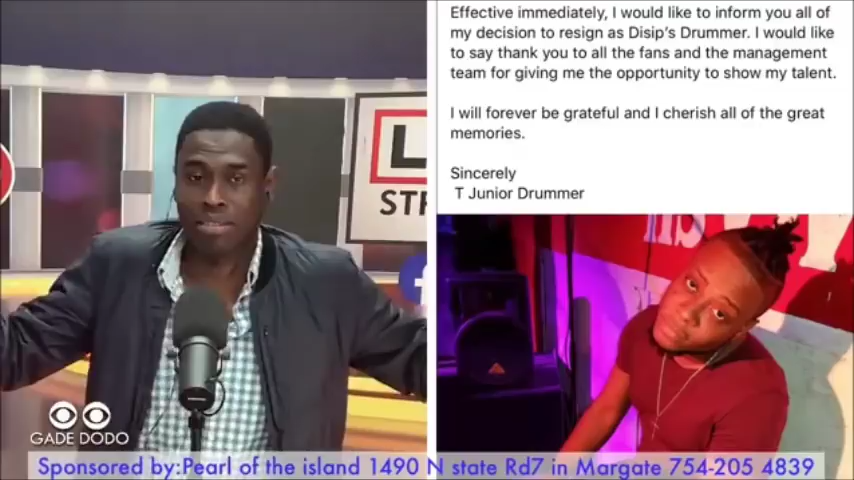 Effective immediately, I would like to inform you all of
my decision to resign as Disip's Drummer. I would like
to say thank you to all the fans and the management
team for giving me the opportunity to show my talent.
I will forever be grateful and I cherish all of the great
memories.
Sincerely
T Junior Drummer
STR
GADE DODO
Sponsored by:Pearl of the island 1490 N state Rd7 in Margate 754-205 4839